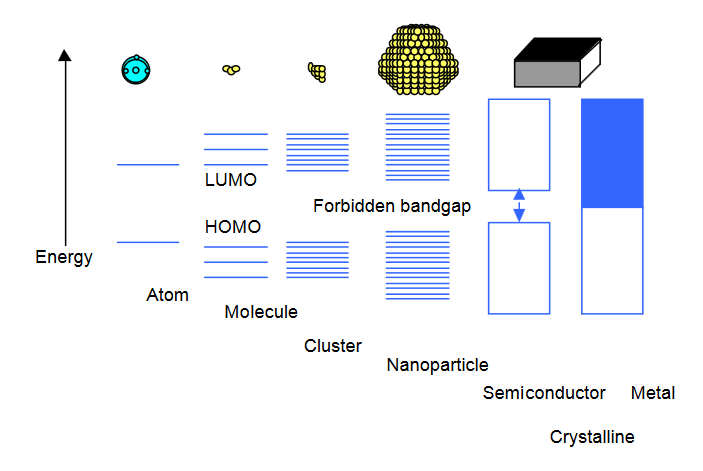 LUMO
Forbidden bandgap
HOMO
Energy
Atom
Molecule
Cluster
Nanoparticle
Semiconductor Metal
Crystalline